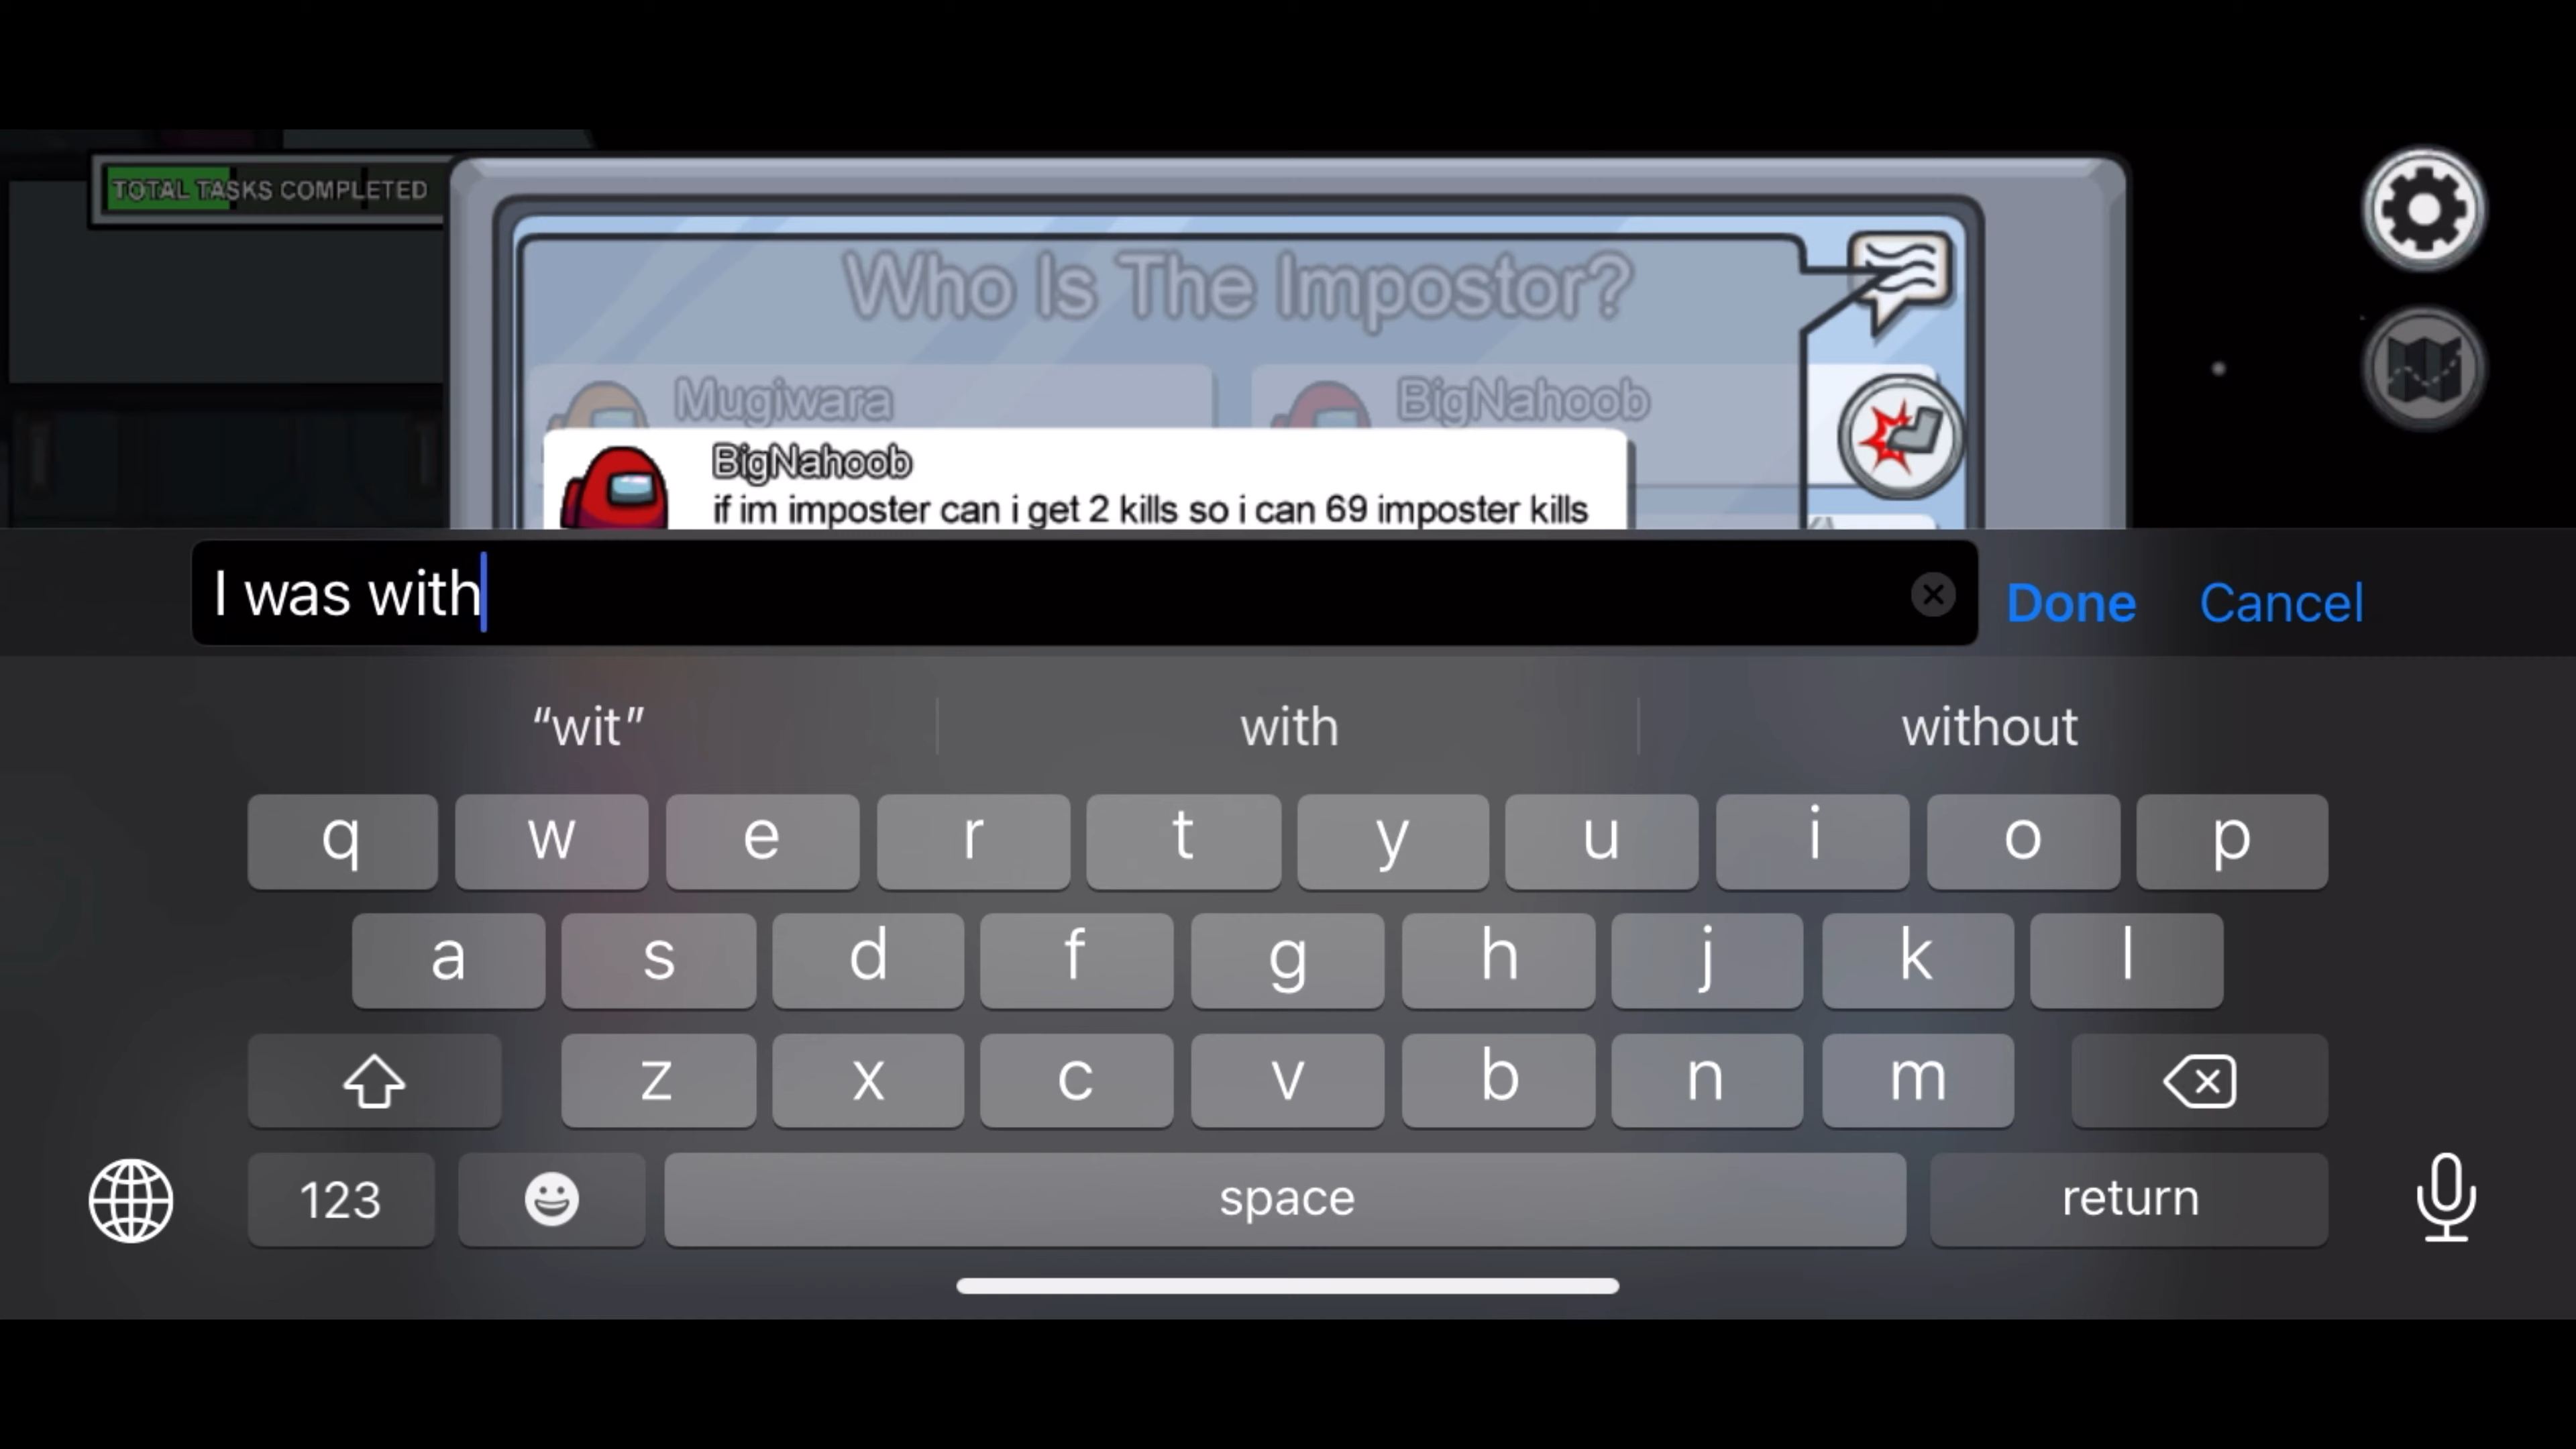 TOTAL TASKS COMPLETED
Who Is The Impostor?
Mugiwara
BigNahoob
BigNahoob
if im imposter can i get 2 kills so i can 69 imposter kills
I was with
Done
Cancel
“wit”
with
without
q w e r t y u i o p
a s d f g h j k l
z x c v b n m
123
space
return